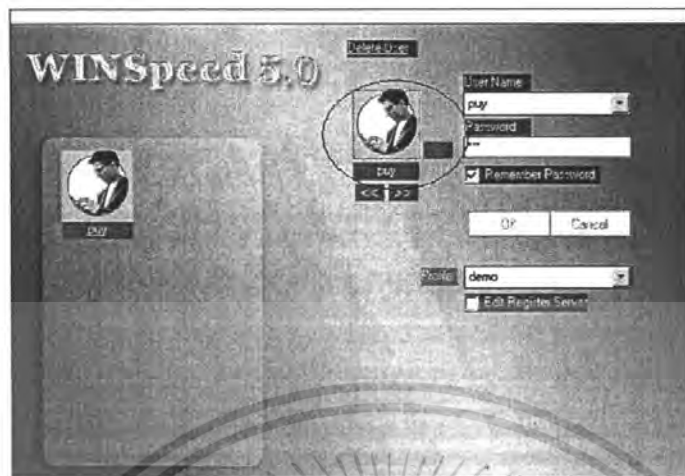 WINSpeed 5.0
Delete User
puy
puy
<< >>
User Name
puy
Password
***
Remember Password
OK Cancel
Profile demo
Edit Register Server